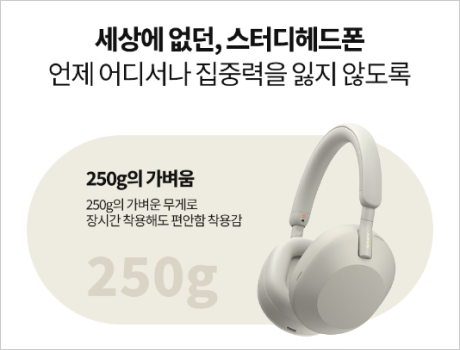 세상에 없던, 스터디헤드폰
언제 어디서나 집중력을 잃지 않도록
250g의 가벼움
250g의 가벼운 무게로
장시간 착용해도 편안함 착용감
250g